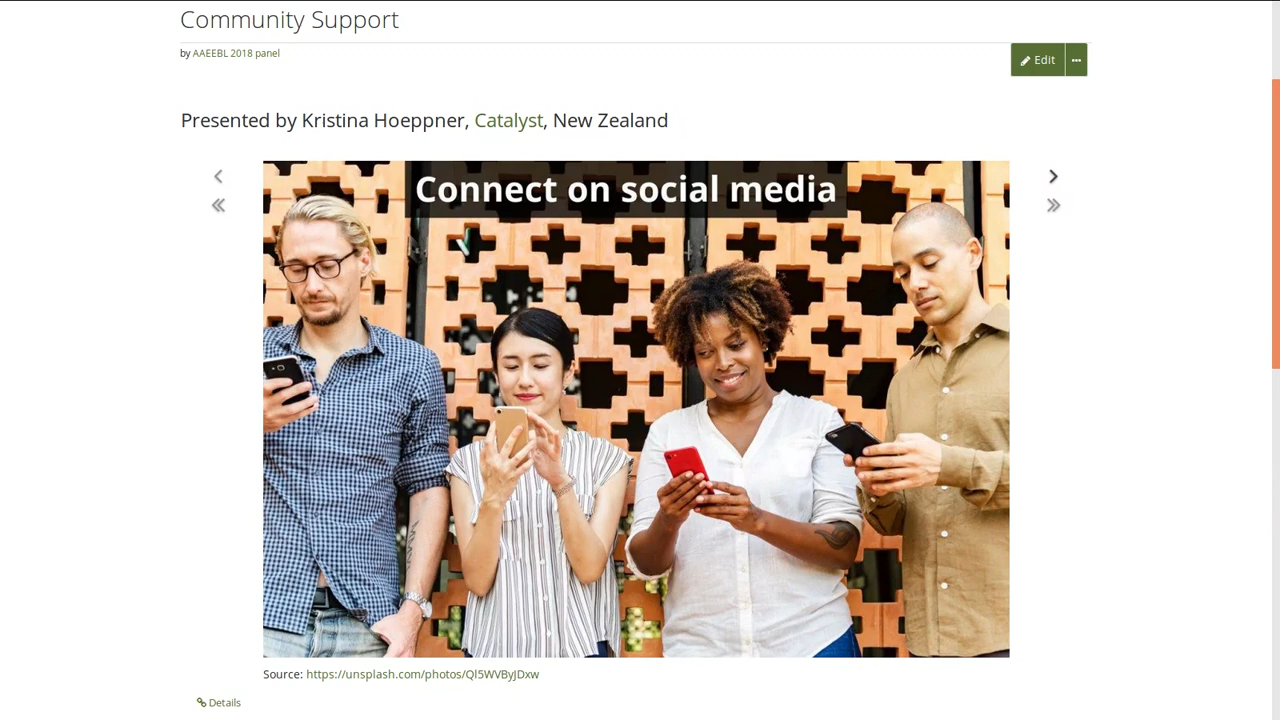 Community Support
by AAEEBL 2018 panel
Edit
Presented by Kristina Hoeppner, Catalyst, New Zealand
Connect on social media
Source: https://unsplash.com/photos/Ql5WVByJDxw
Details